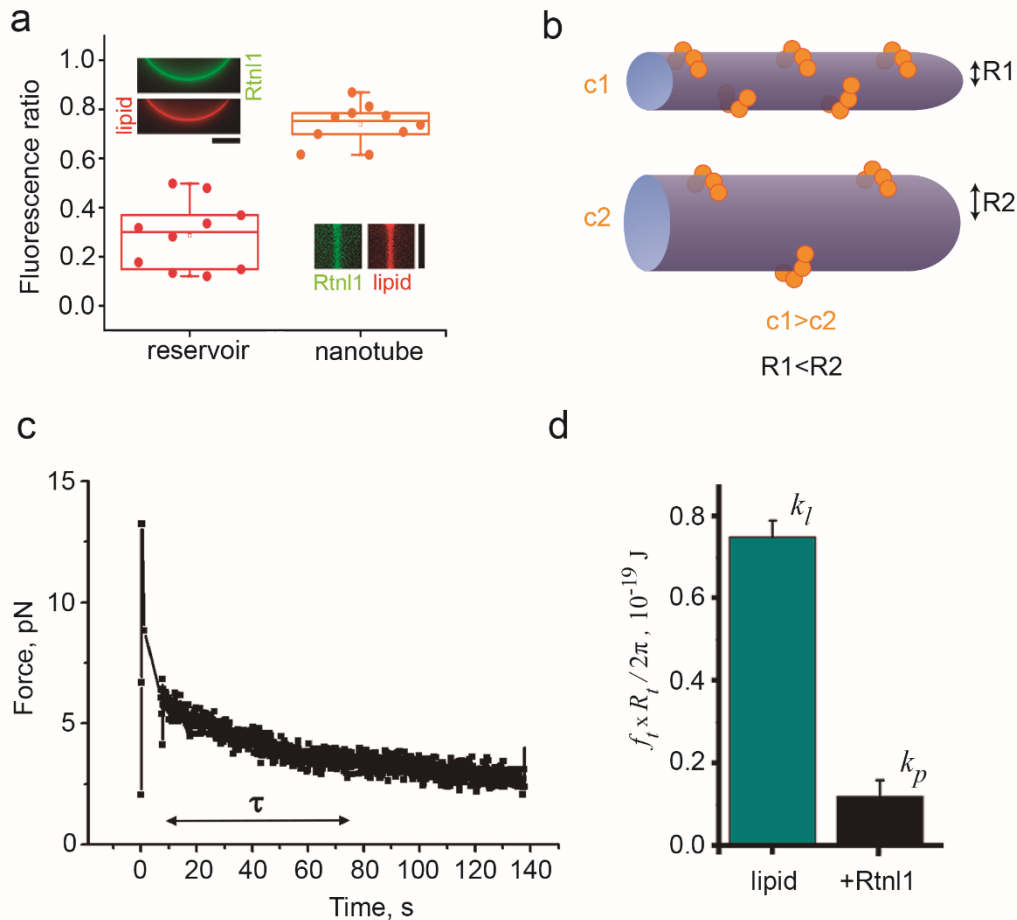 a
1.0
0.8
0.6
0.4
0.2
0.0
Fluorescence ratio
Rtnl1
lipid
Rtnl1 lipid
reservoir
nanotube
b
c1
R1
c2
R2
c1>c2
R1<R2
c
15
10
5
0
Force, pN
τ
0 20 40 60 80 100 120 140
Time, s
d
0.8
0.6
0.4
0.2
0.0
f_t x R_t / 2π , 10^-19 J
k_l
k_p
lipid
+Rtnl1